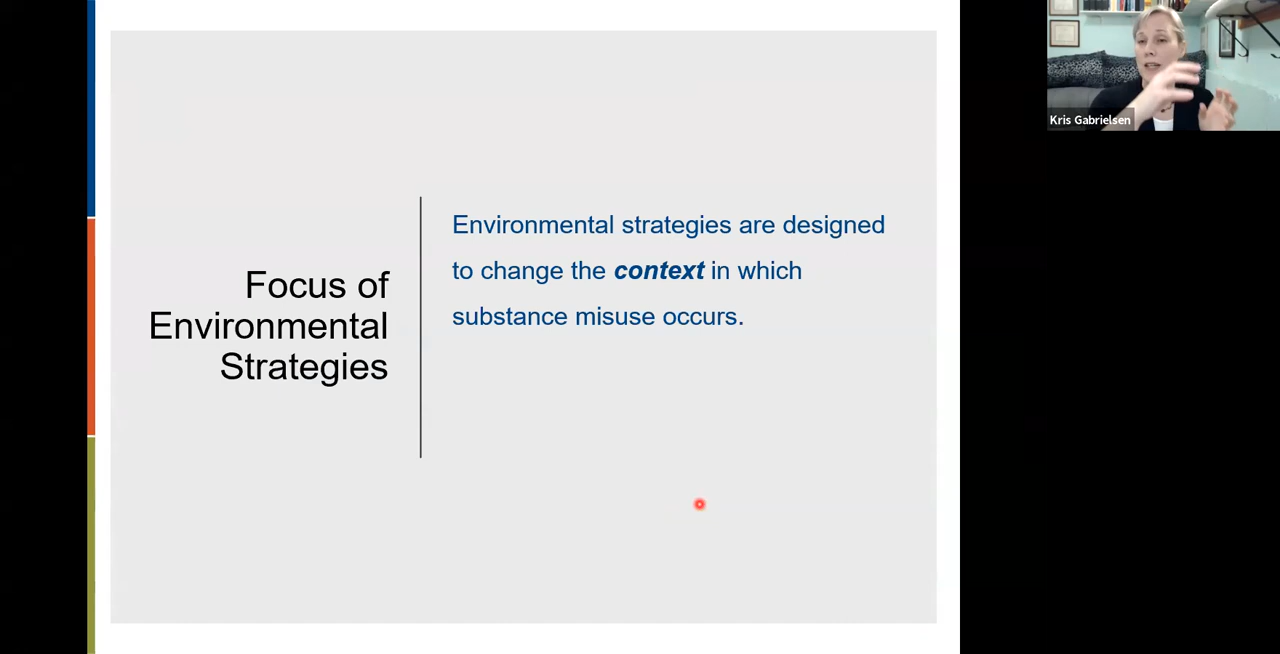 Focus of
Environmental
Strategies
Environmental strategies are designed
to change the context in which
substance misuse occurs.
Kris Gabrielsen